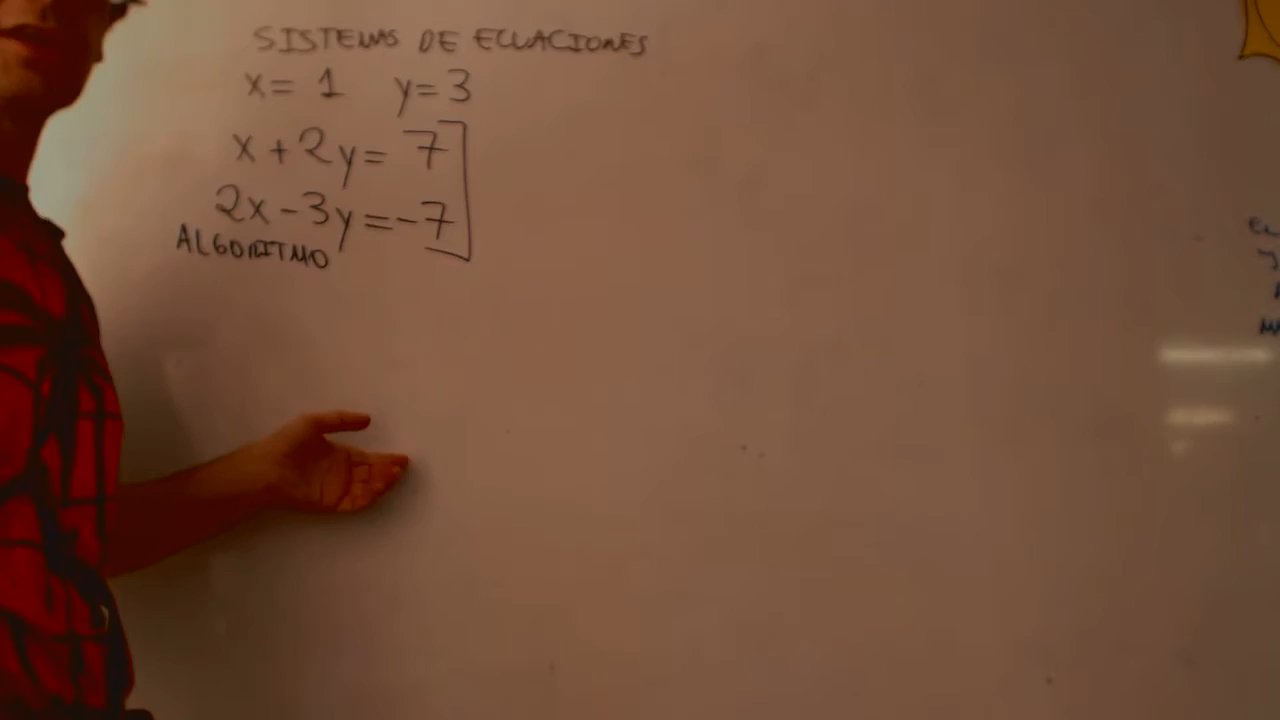 SISTEMAS DE ECUACIONES
x= 1 y=3
x+2y= 7
2x-3y=-7
ALGORITMO